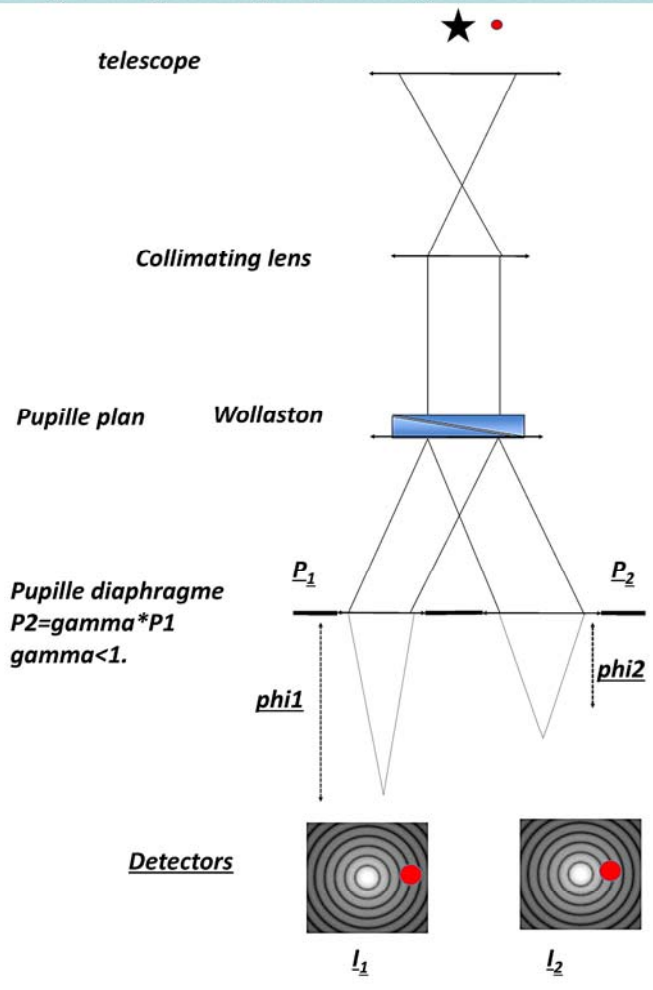 telescope
Collimating lens
Pupille plan
Wollaston
P1
P2
Pupille diaphragme
P2=gamma*P1
gamma<1.
phi1
phi2
Detectors
I1
I2